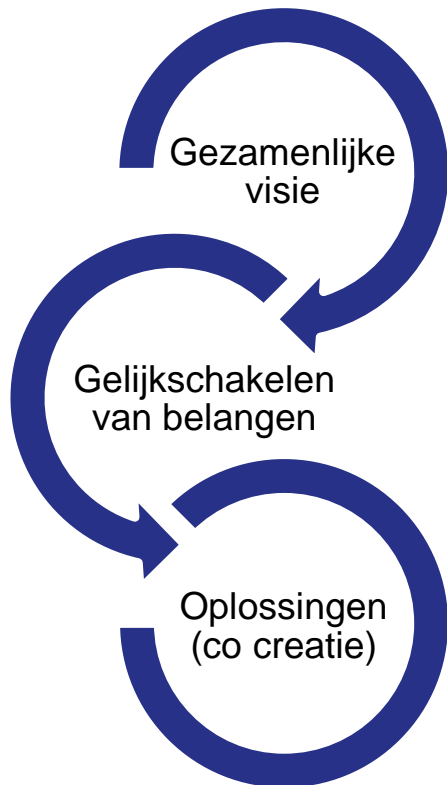 Gezamenlijke
visie
Gelijkschakelen
van belangen
Oplossingen
(co creatie)